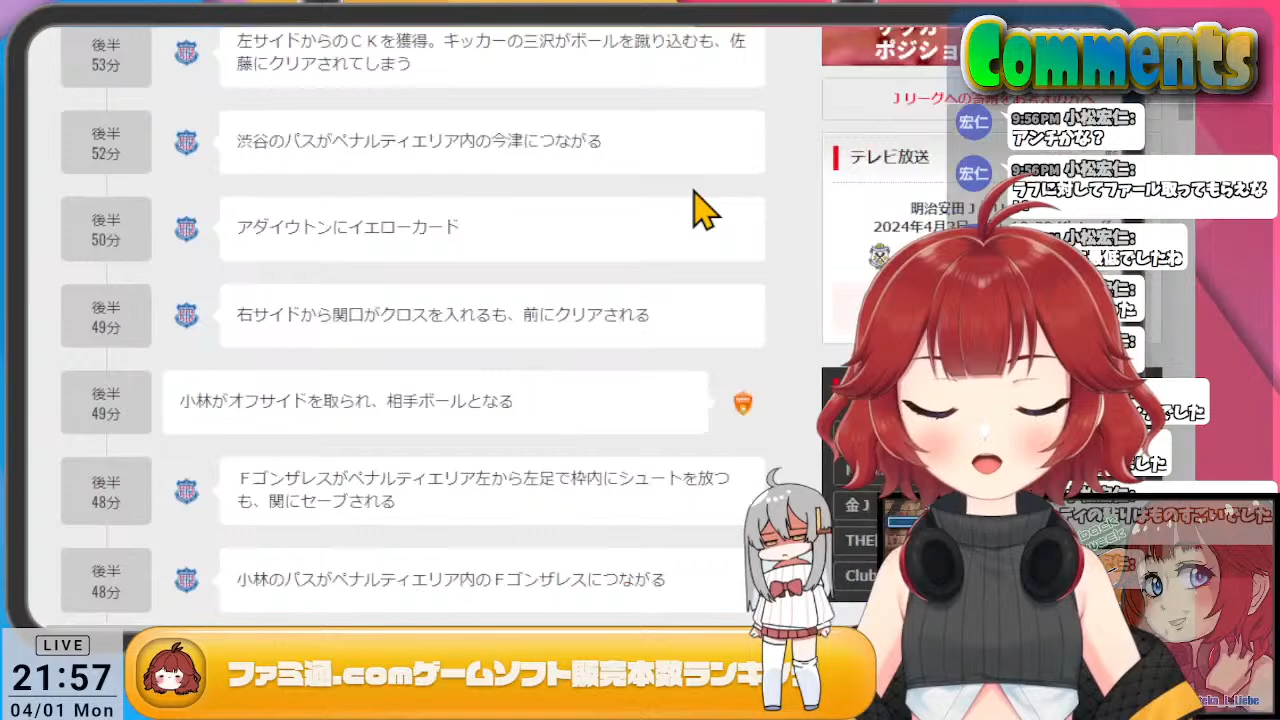 後半
53分
左サイドからのＣＫを獲得。キッカーの三沢がボールを蹴り込むも、佐
藤にクリアされてしまう
後半
52分
渋谷のパスがペナルティエリア内の今津につながる
後半
50分
アダイウトンにイエローカード
後半
49分
右サイドから関口がクロスを入れるも、前にクリアされる
後半
49分
小林がオフサイドを取られ、相手ボールとなる
後半
48分
Ｆゴンザレスがペナルティエリア左から左足で枠内にシュートを放つ
も、関にセーブされる
後半
48分
小林のパスがペナルティエリア内のＦゴンザレスにつながる
ポジショ
テレビ放送
明治安田Ｊ
2024年4月3日
金Ｊ
THE
Club
Comments
宏仁
9:56PM 小松宏仁:
アンチかな？
宏仁
9:56PM 小松宏仁:
ラフに対してファール取ってもらえな
小松宏仁:
最低でしたね
でした
LIVE
21:57
04/01 Mon
ファミ通.comゲームソフト販売本数ランキン